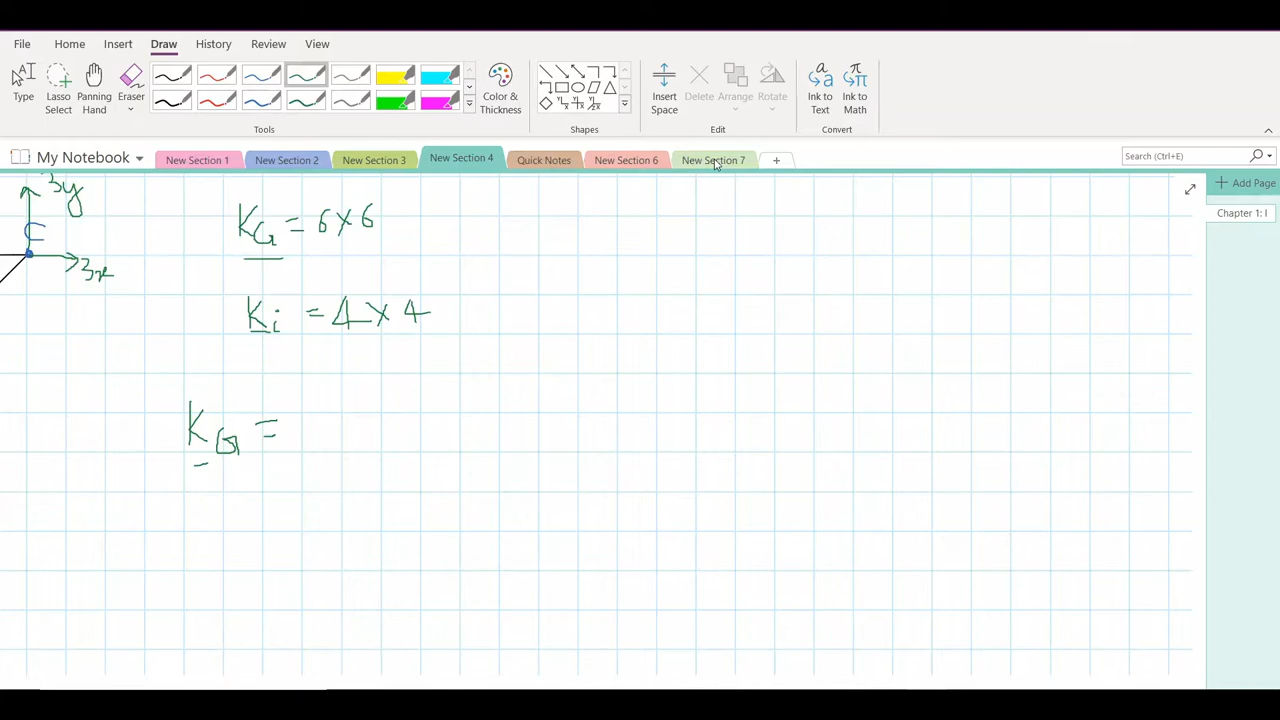 File Home Insert Draw History Review View
Type Lasso Select Panning Hand Eraser Color & Thickness Insert Space Delete Arrange Rotate Ink to Text Ink to Math
Tools Shapes Edit Convert
My Notebook New Section 1 New Section 2 New Section 3 New Section 4 Quick Notes New Section 6 New Section 7 + Search (Ctrl+E)
+ Add Page
Chapter 1: I
3y
C
3x
KG = 6 x 6
Ki = 4 x 4
KG =